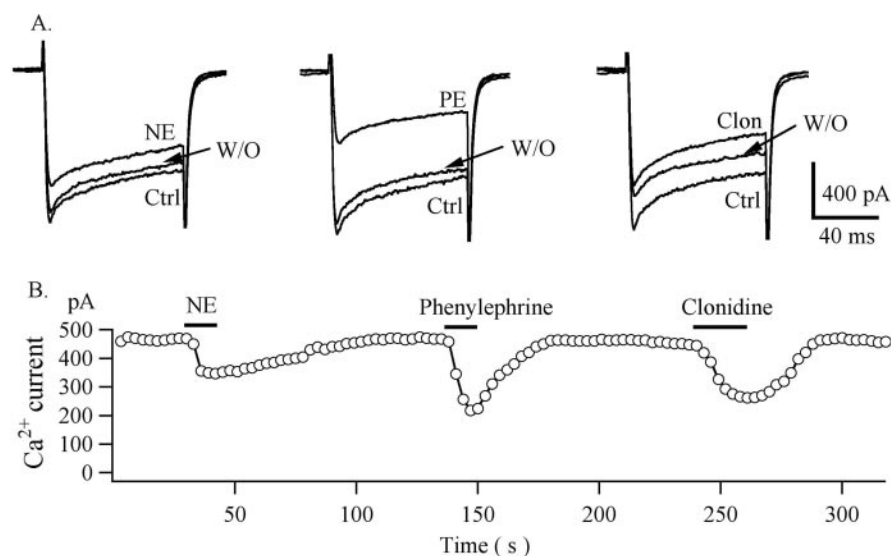 A.
NE
W/O
Ctrl
PE
W/O
Ctrl
Clon
W/O
Ctrl
400 pA
40 ms
B.
pA
NE
Phenylephrine
Clonidine
500
400
300
200
100
0
Ca2+ current
50
100
150
200
250
300
Time ( s )